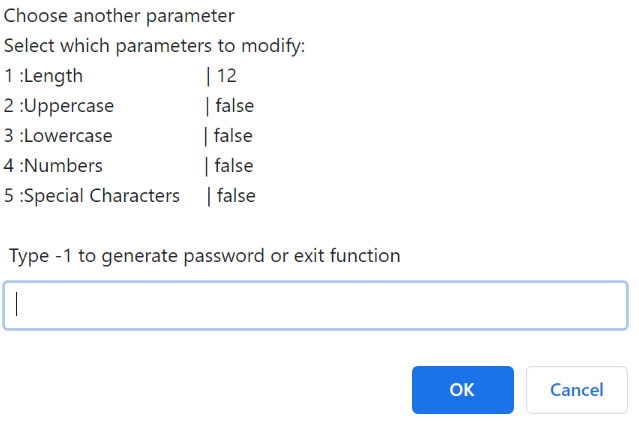 Choose another parameter
Select which parameters to modify:
1 :Length | 12
2 :Uppercase | false
3 :Lowercase | false
4 :Numbers | false
5 :Special Characters | false
Type -1 to generate password or exit function
OK Cancel